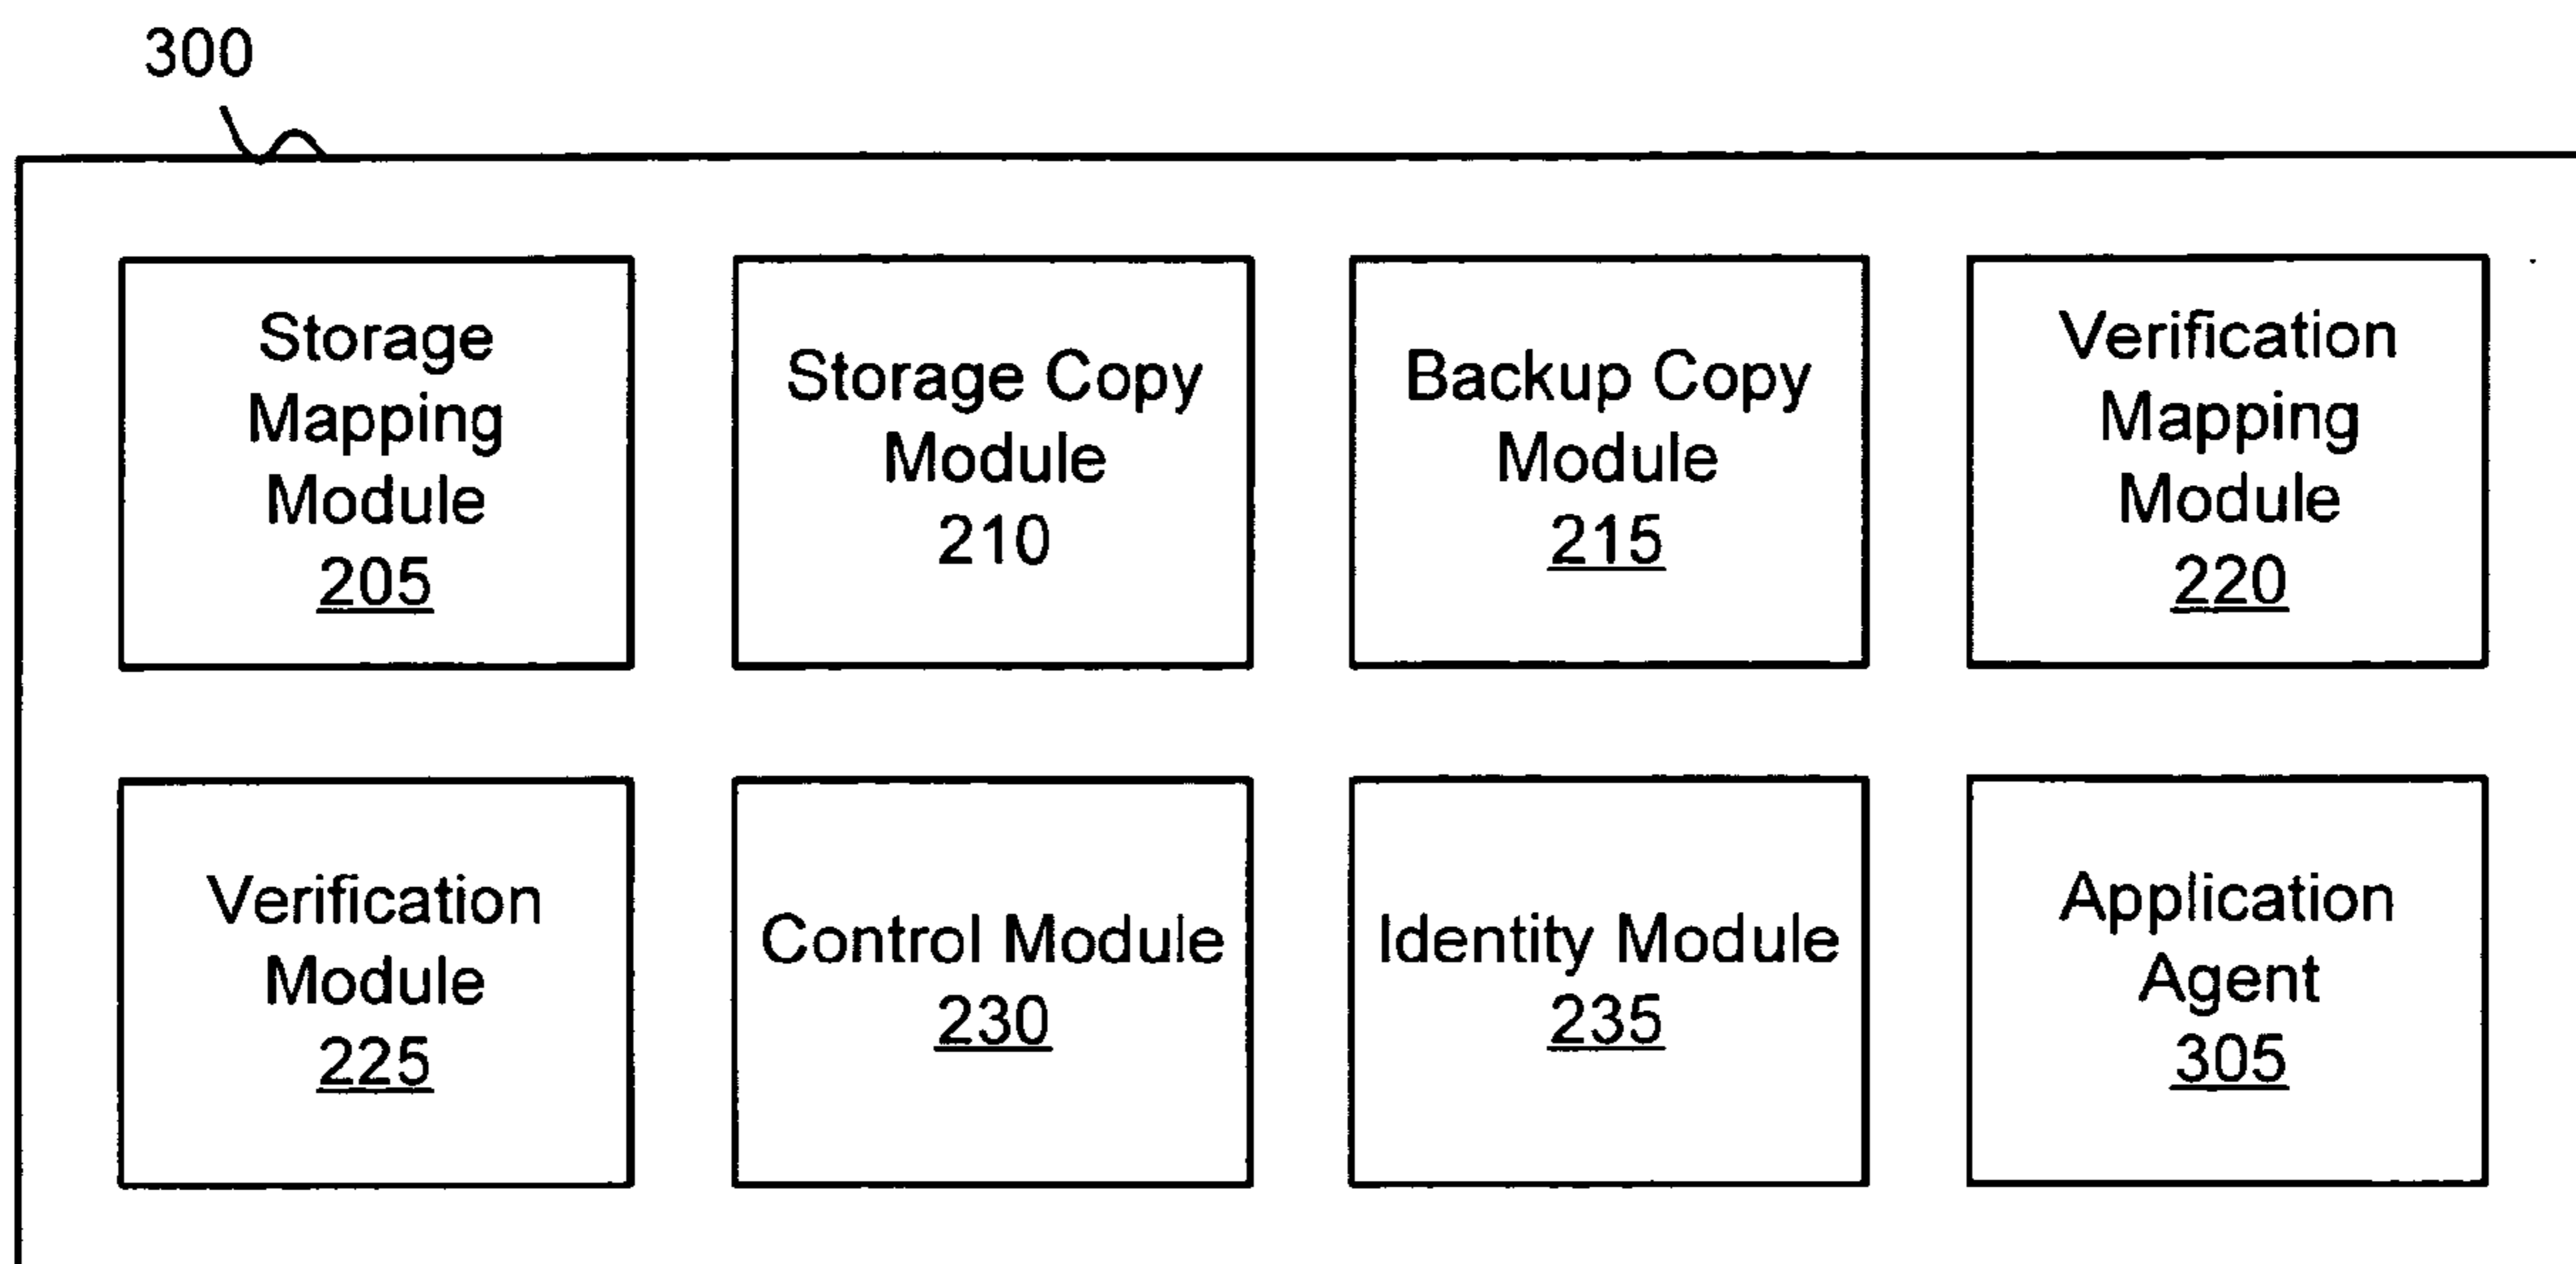 300
Storage
Mapping
Module
205
Storage Copy
Module
210
Backup Copy
Module
215
Verification
Mapping
Module
220
Verification
Module
225
Control Module
230
Identity Module
235
Application
Agent
305